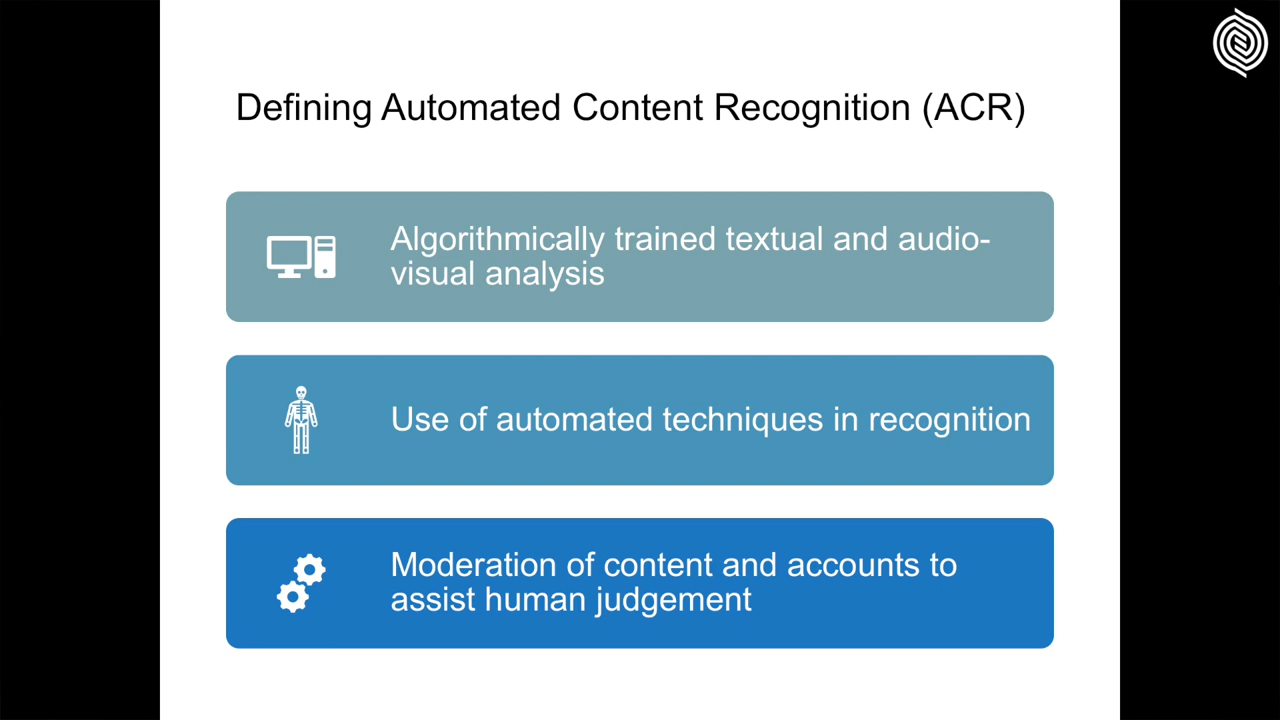 Defining Automated Content Recognition (ACR)
Algorithmically trained textual and audio-
visual analysis
Use of automated techniques in recognition
Moderation of content and accounts to
assist human judgement